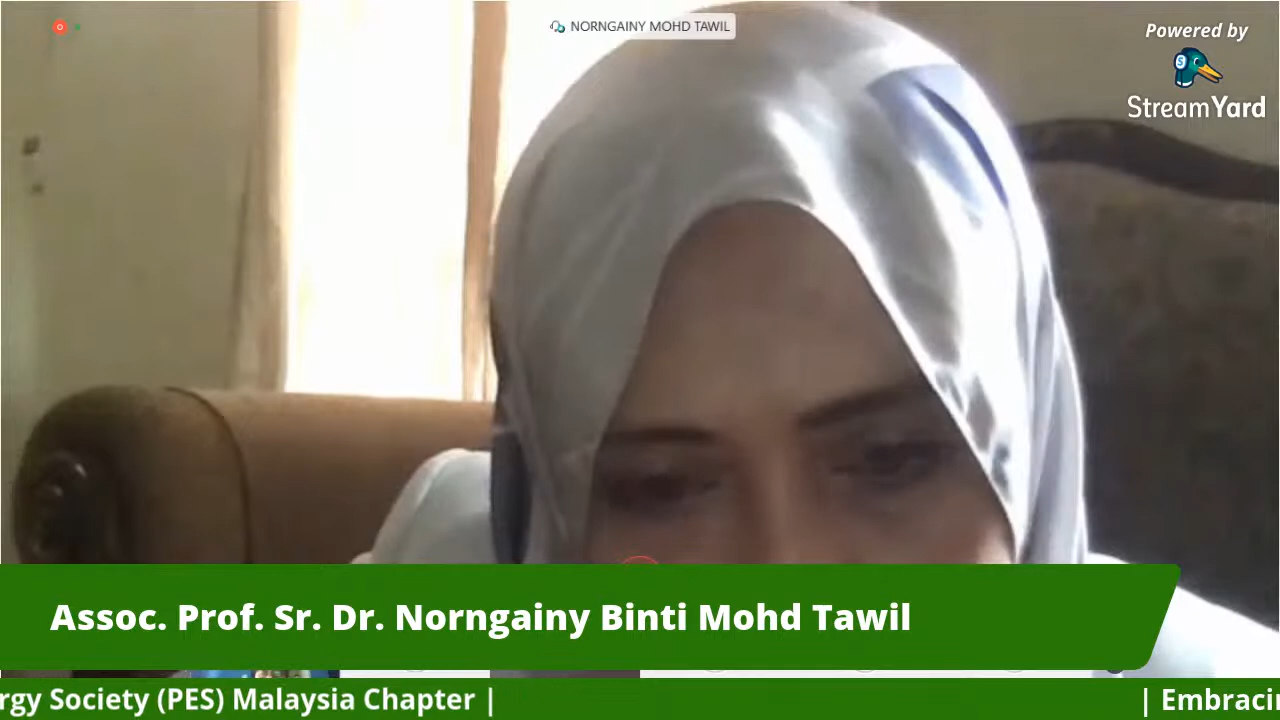 NORNGAINY MOHD TAWIL
Powered by
StreamYard
Assoc. Prof. Sr. Dr. Norngainy Binti Mohd Tawil
rgy Society (PES) Malaysia Chapter |
| Embracin